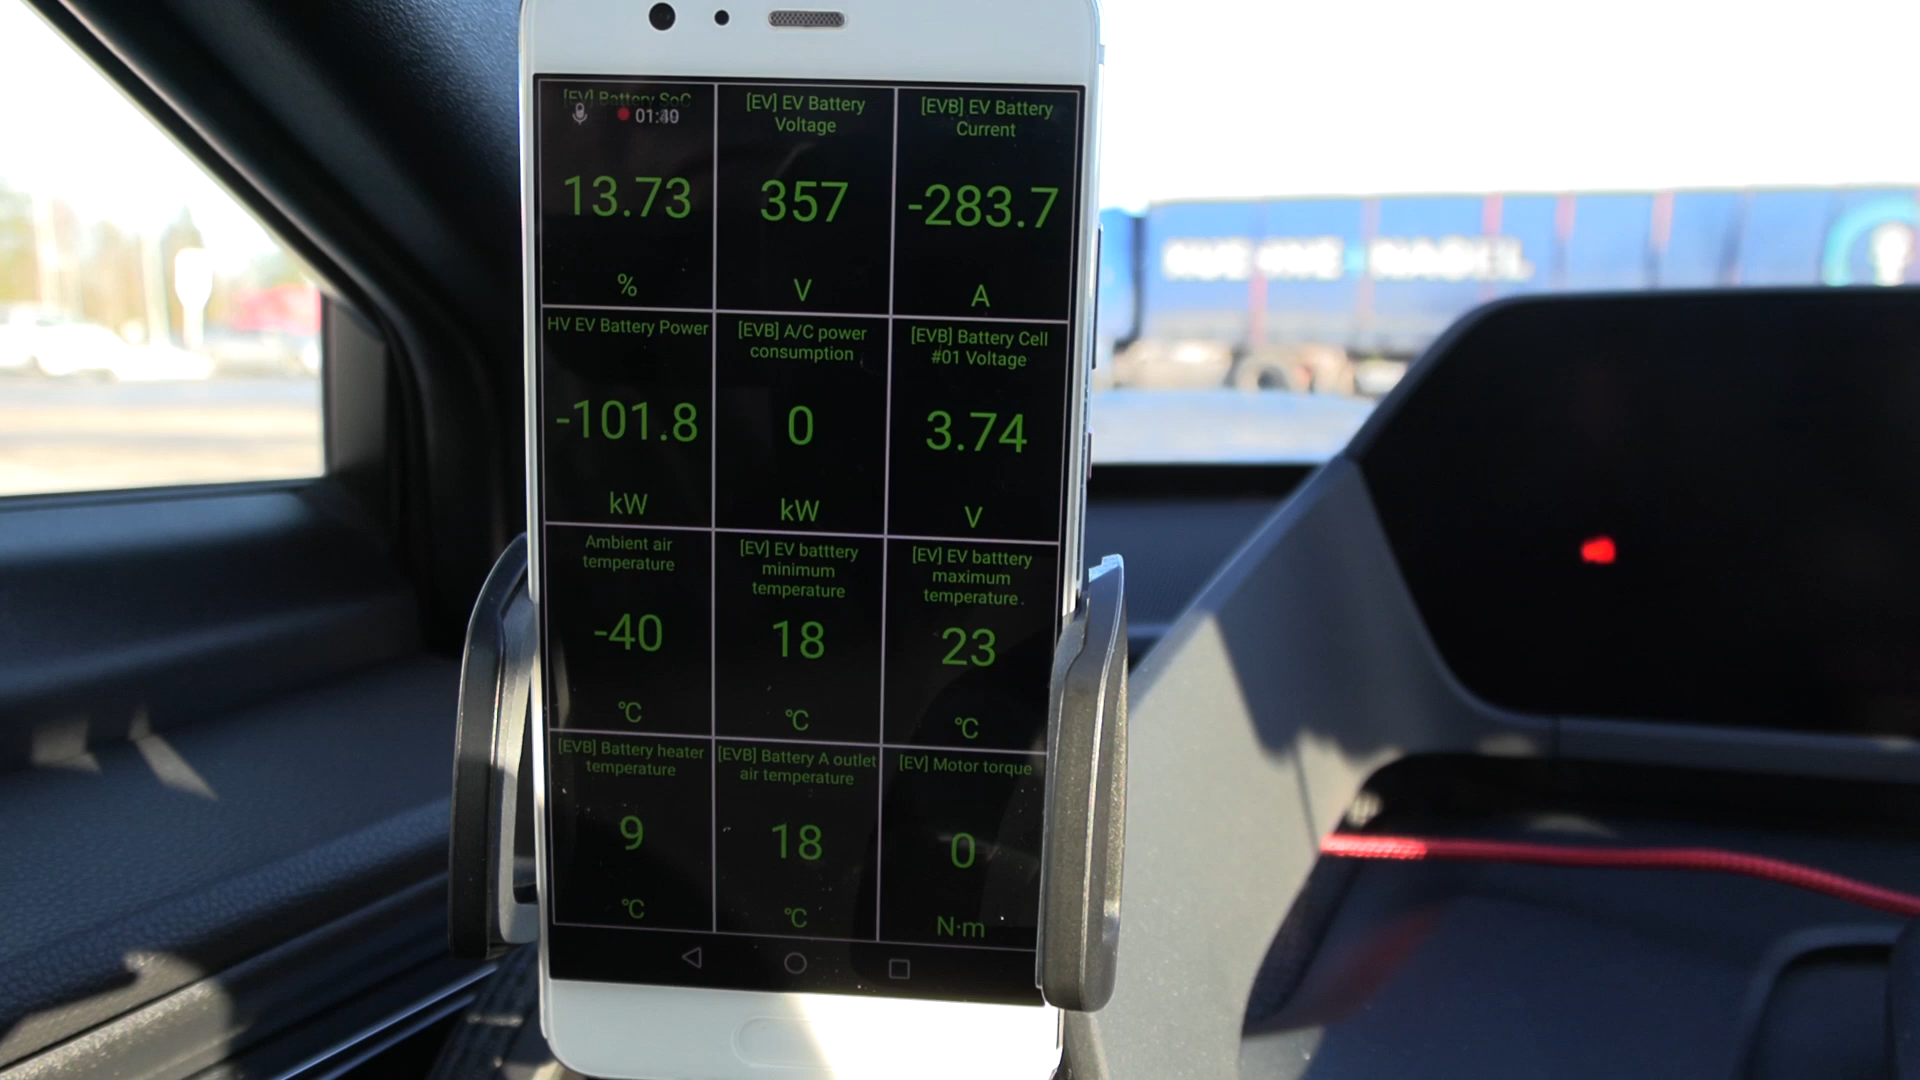 [EV] Battery SoC
01:40
13.73
%
[EV] EV Battery
Voltage
357
V
[EVB] EV Battery
Current
-283.7
A
HV EV Battery Power
-101.8
kW
[EVB] A/C power
consumption
0
kW
[EVB] Battery Cell
#01 Voltage
3.74
V
Ambient air
temperature
-40
℃
[EV] EV batttery
minimum
temperature
18
℃
[EV] EV batttery
maximum
temperature
23
℃
[EVB] Battery heater
temperature
9
℃
[EVB] Battery A outlet
air temperature
18
℃
[EV] Motor torque
0
N·m